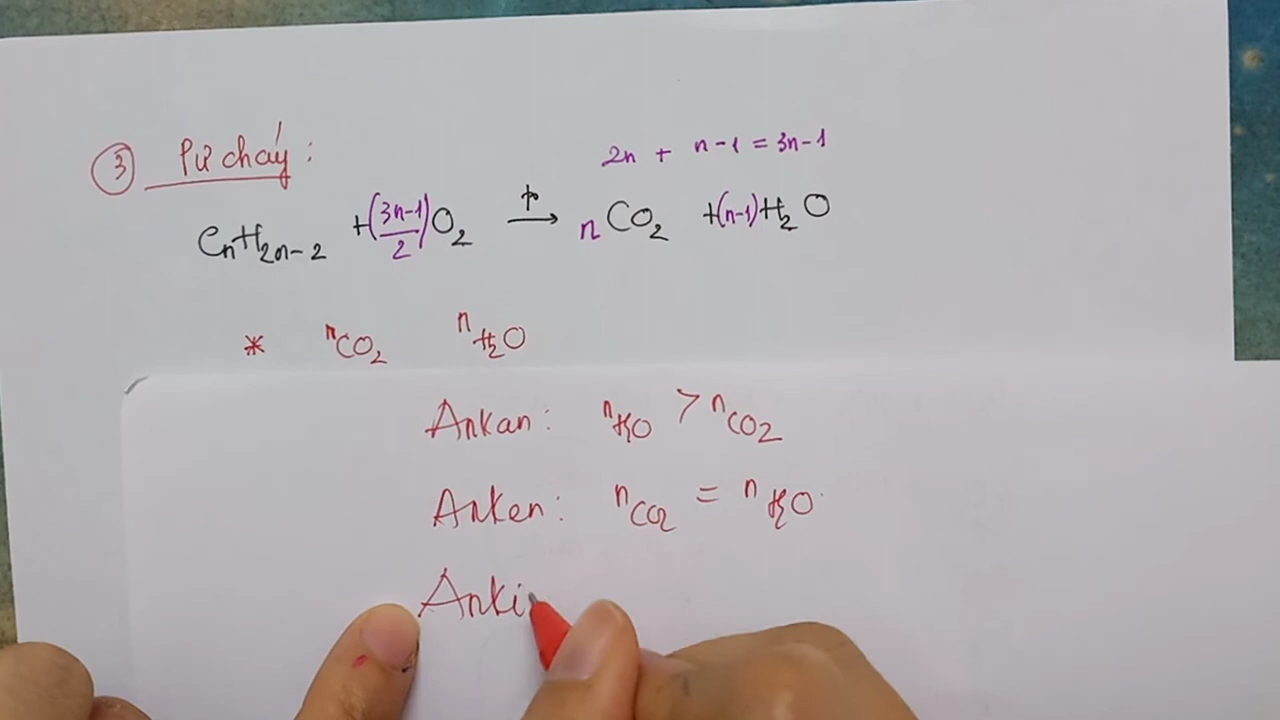 ③ Pư cháy:
2n + n-1 = 3n-1
CnH2n-2 + (3n-1)/2 O2 → nCO2 + (n-1)H2O
* nCO2 nH2O
Ankan: nH2O > nCO2
Anken: nCO2 = nH2O
Anki